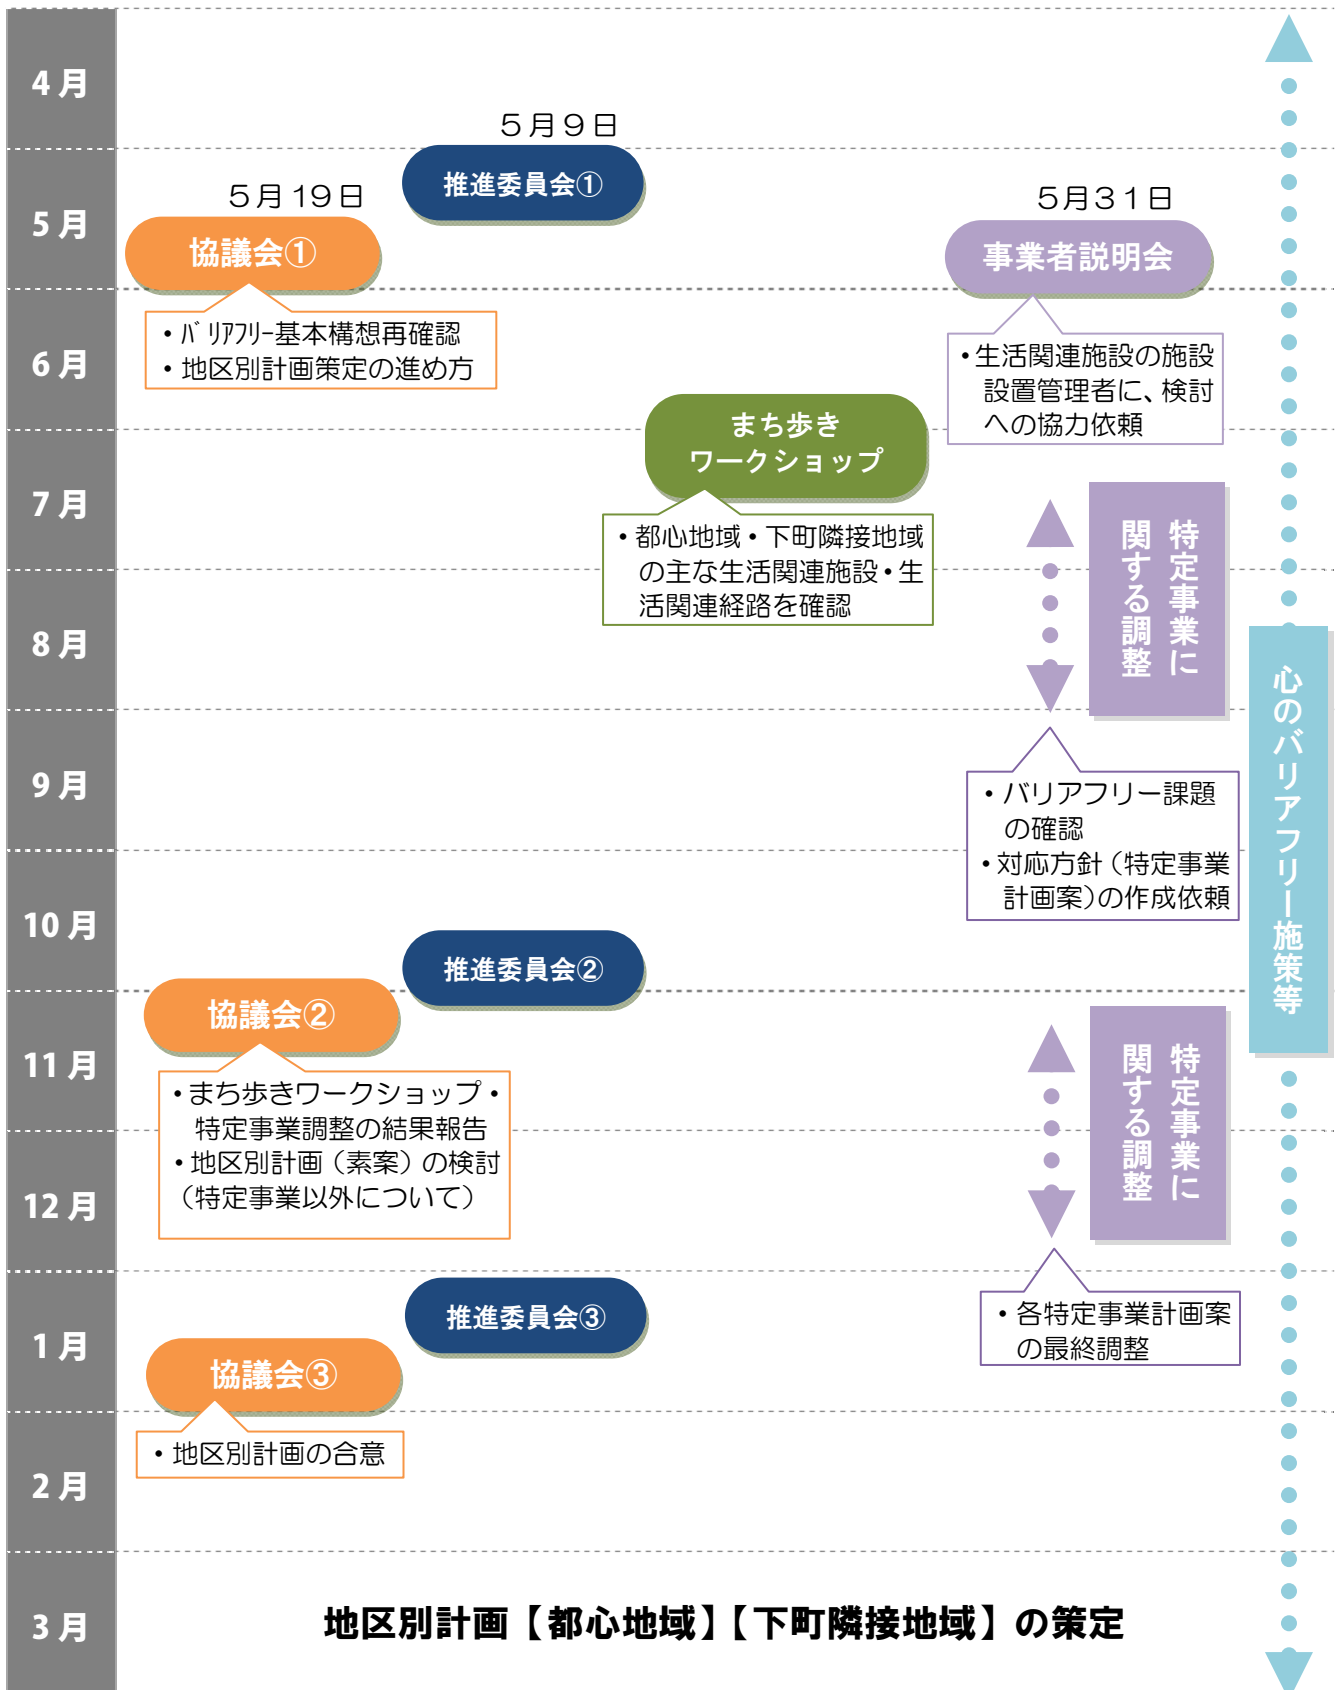 4月
5月9日
推進委員会①
5月
5月19日
協議会①
5月31日
事業者説明会
6月
・バリアフリー基本構想再確認
・地区別計画策定の進め方
・生活関連施設の施設
設置管理者に、検討
への協力依頼
まち歩き
ワークショップ
7月
・都心地域・下町隣接地域
の主な生活関連施設・生
活関連経路を確認
特定事業に
関する調整
8月
心のバリアフリー施策等
9月
・バリアフリー課題
の確認
・対応方針（特定事業
計画案）の作成依頼
10月
推進委員会②
協議会②
11月
・まち歩きワークショップ・
特定事業調整の結果報告
・地区別計画（素案）の検討
（特定事業以外について）
特定事業に
関する調整
12月
推進委員会③
・各特定事業計画案
の最終調整
1月
協議会③
・地区別計画の合意
2月
3月
地区別計画【都心地域】【下町隣接地域】の策定